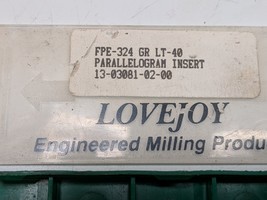 FPE-324 GR LT-40
PARALLELOGRAM INSERT
13-03081-02-00
LOVEJOY
Engineered Milling Produ